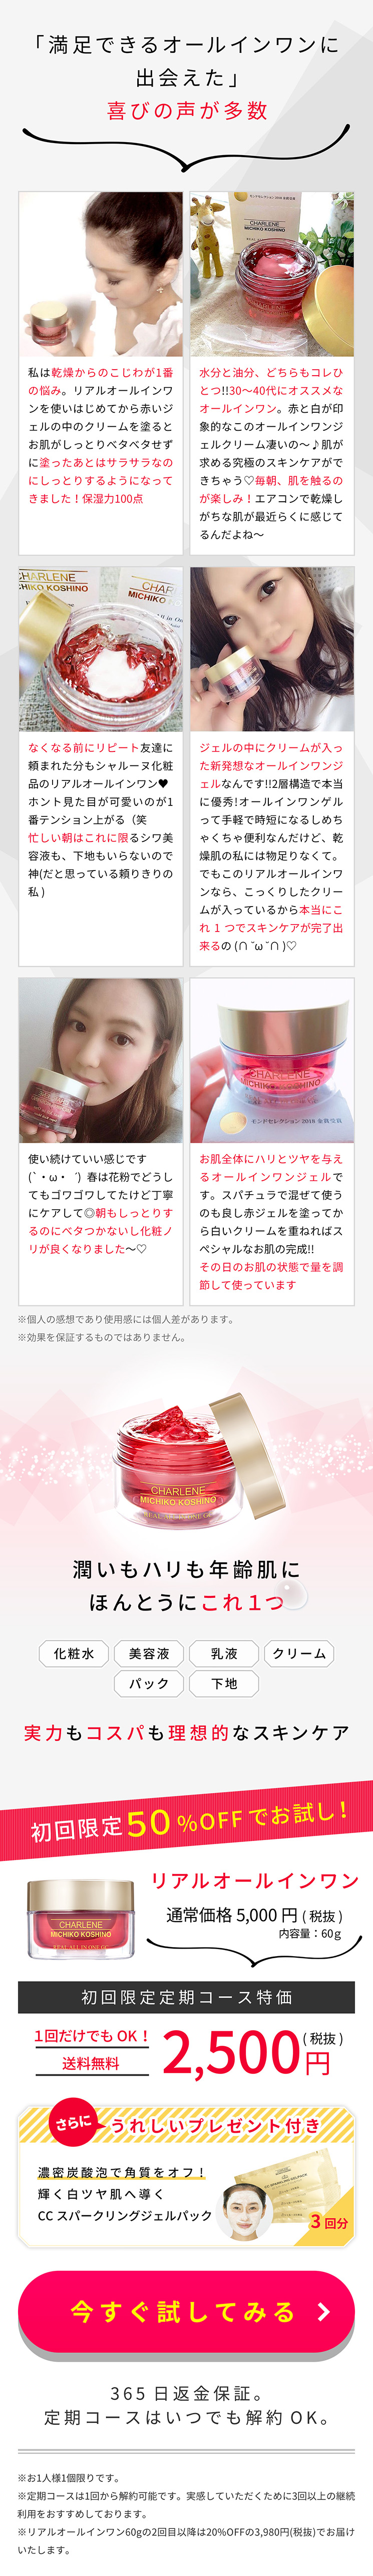 「満足できるオールインワンに
出会えた」
喜びの声が多数
CHARLENE
MICHIKO KOSHINO
私は乾燥からのこじわが1番
の悩み。リアルオールインワ
ンを使いはじめてから赤いジ
ェルの中のクリームを塗ると
お肌がしっとりベタベタせず
に塗ったあとはサラサラなの
にしっとりするようになって
きました！保湿力100点
水分と油分、どちらもコレひ
とつ!!30〜40代にオススメな
オールインワン。赤と白が印
象的なこのオールインワンジ
ェルクリーム凄いの〜♪肌が
求める究極のスキンケアがで
きちゃう♡毎朝、肌を触るの
が楽しみ！エアコンで乾燥し
がちな肌が最近らくに感じて
るんだよね〜
CHARLENE
MICHIKO KOSHINO
CHAR
MICHIKO
なくなる前にリピート友達に
頼まれた分もシャルーヌ化粧
品のリアルオールインワン♥
ホント見た目が可愛いのが1
番テンション上がる（笑
忙しい朝はこれに限るシワ美
容液も、下地もいらないので
神(だと思っている頼りきりの
私 )
ジェルの中にクリームが入っ
た新発想なオールインワンジ
ェルなんです!!2層構造で本当
に優秀!オールインワンゲル
って手軽で時短になるしめち
ゃくちゃ便利なんだけど、乾
燥肌の私には物足りなくて。
でもこのリアルオールインワ
ンなら、こっくりしたクリー
ムが入っているから本当にこ
れ 1 つでスキンケアが完了出
来るの (∩ ˘ω ˘∩ )♡
CHARLENE
MICHIKO KOSHINO
モンドセレクション 2018 金賞受賞
使い続けていい感じです
(`・ω・ ´) 春は花粉でどうし
てもゴワゴワしてたけど丁寧
にケアして◎朝もしっとりす
るのにベタつかないし化粧ノ
リが良くなりました〜♡
お肌全体にハリとツヤを与え
るオールインワンジェルで
す。スパチュラで混ぜて使う
のも良し赤ジェルを塗ってか
ら白いクリームを重ねればス
ペシャルなお肌の完成!!
その日のお肌の状態で量を調
節して使っています
※個人の感想であり使用感には個人差があります。
※効果を保証するものではありません。
CHARLENE
MICHIKO KOSHINO
REAL ALL IN ONE GC
潤いもハリも年齢肌に
ほんとうにこれ１つ
化粧水
美容液
乳液
クリーム
パック
下地
実力もコスパも理想的なスキンケア
初回限定50%OFFでお試し！
リアルオールインワン
通常価格 5,000 円 ( 税抜 )
内容量：60ｇ
CHARLENE
MICHIKO KOSHINO
REAL ALL IN ONE GC
初回限定定期コース特価
１回だけでも OK！
送料無料
2,500円
( 税抜 )
さらに
うれしいプレゼント付き
濃密炭酸泡で角質をオフ！
輝く白ツヤ肌へ導く
CC スパークリングジェルパック
3 回分
今すぐ試してみる
365 日返金保証。
定期コースはいつでも解約 OK。
※お1人様1個限りです。
※定期コースは1回から解約可能です。実感していただくために3回以上の継続
利用をおすすめしております。
※リアルオールインワン60gの2回目以降は20%OFFの3,980円(税抜)でお届け
いたします。